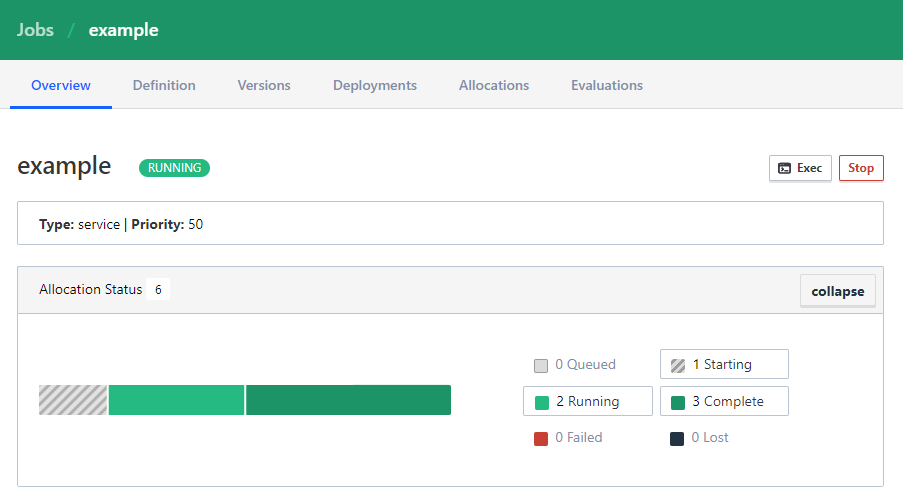 Jobs / example
Overview Definition Versions Deployments Allocations Evaluations
example RUNNING Exec Stop
Type: service | Priority: 50
Allocation Status 6 collapse
0 Queued 1 Starting
2 Running 3 Complete
0 Failed 0 Lost